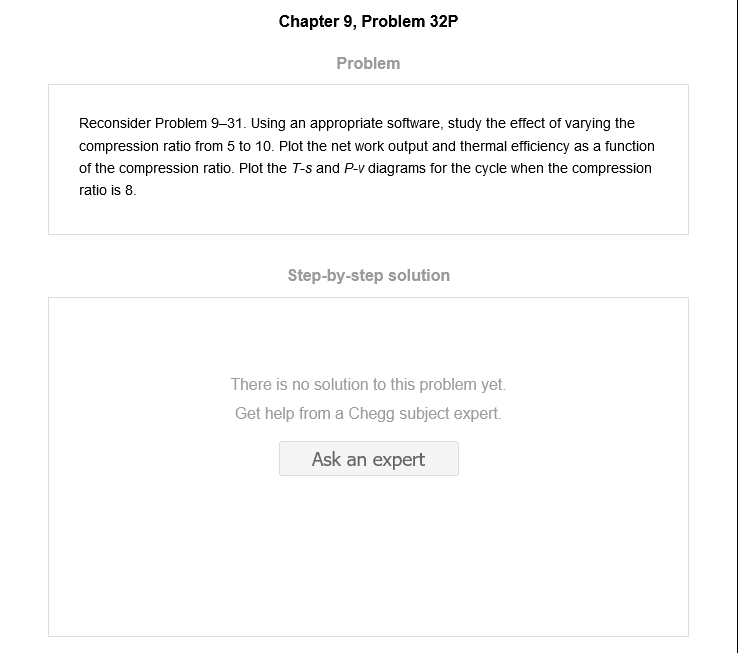 Chapter 9, Problem 32P
Problem
Reconsider Problem 9–31. Using an appropriate software, study the effect of varying the
compression ratio from 5 to 10. Plot the net work output and thermal efficiency as a function
of the compression ratio. Plot the T-s and P-v diagrams for the cycle when the compression
ratio is 8.
Step-by-step solution
There is no solution to this problem yet.
Get help from a Chegg subject expert.
Ask an expert